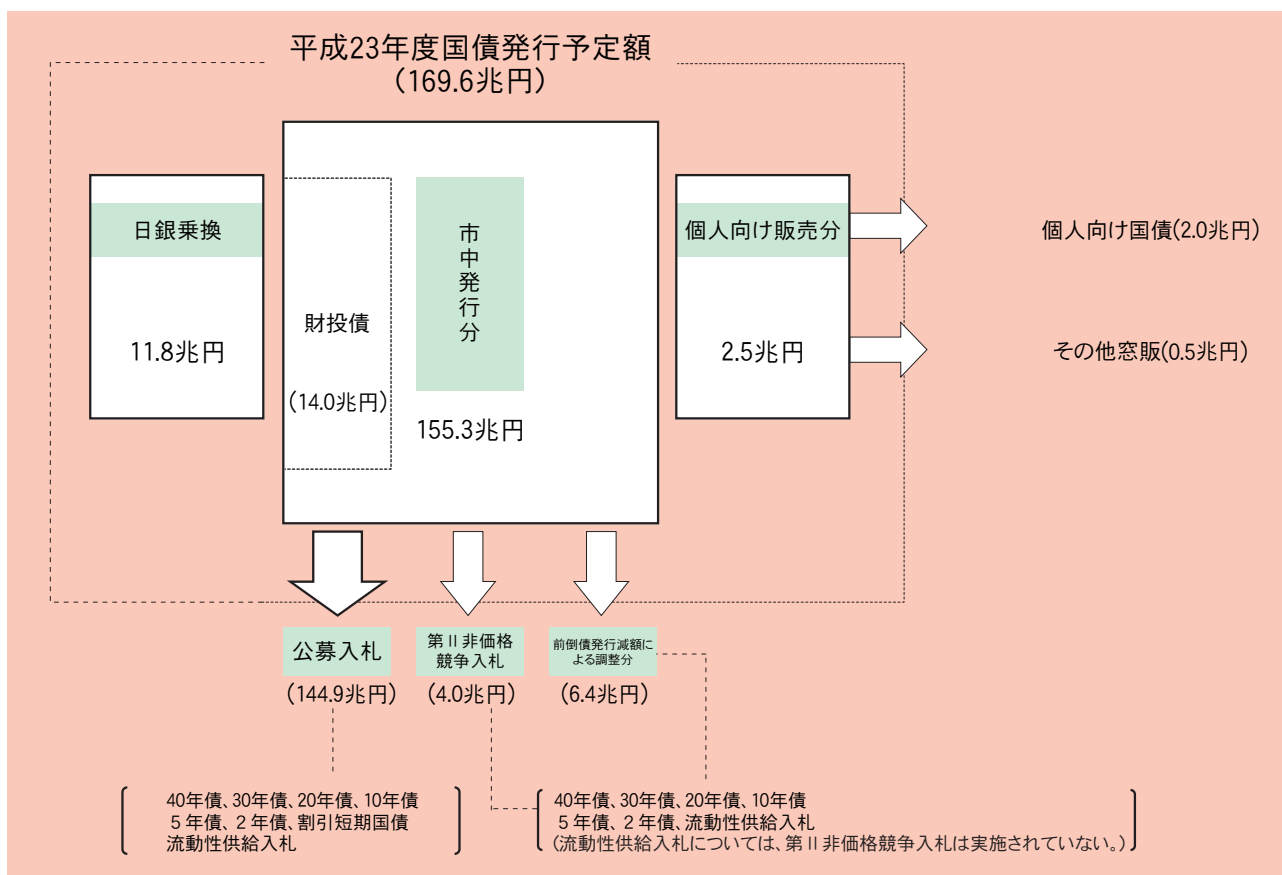 平成23年度国債発行予定額
(169.6兆円)
日銀乗換
11.8兆円
財投債
(14.0兆円)
市中発行分
155.3兆円
個人向け販売分
2.5兆円
個人向け国債(2.0兆円)
その他窓販(0.5兆円)
公募入札
(144.9兆円)
第Ⅱ非価格
競争入札
(4.0兆円)
前倒債発行減額に
よる調整分
(6.4兆円)
40年債、30年債、20年債、10年債
5年債、2年債、割引短期国債
流動性供給入札
40年債、30年債、20年債、10年債
5年債、2年債、流動性供給入札
(流動性供給入札については、第Ⅱ非価格競争入札は実施されていない。)